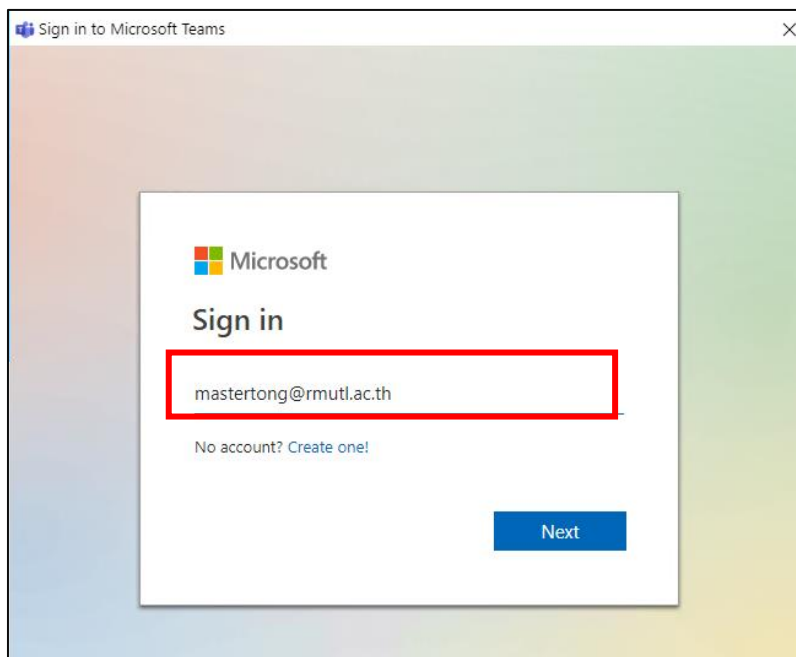 Sign in to Microsoft Teams
Microsoft
Sign in
mastertong@rmutl.ac.th
No account? Create one!
Next